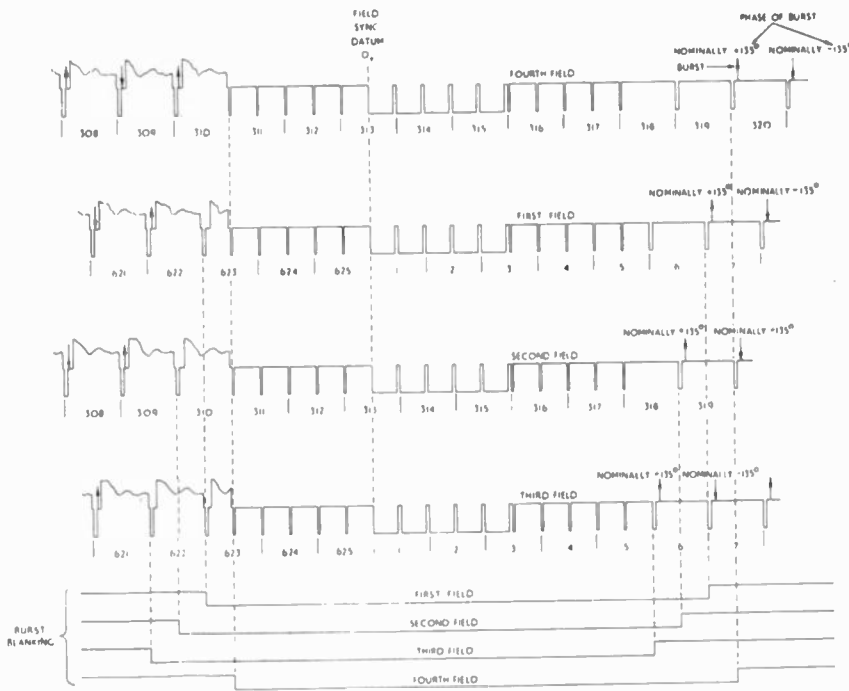 FIELD
SYNC
DATUM
O
PHASE OF BURST
NOMINALLY +135° NOMINALLY -135°
BURST
FOURTH FIELD
308 309 310 311 312 313 314 315 316 317 318 319 320
NOMINALLY +135° NOMINALLY -135°
FIRST FIELD
621 622 623 624 625 1 2 3 4 5 6 7
NOMINALLY +135° NOMINALLY -135°
SECOND FIELD
308 309 310 311 312 313 314 315 316 317 318 319
NOMINALLY +135° NOMINALLY -135°
THIRD FIELD
621 622 623 624 625 1 2 3 4 5 6 7
BURST
BLANKING
FIRST FIELD
SECOND FIELD
THIRD FIELD
FOURTH FIELD